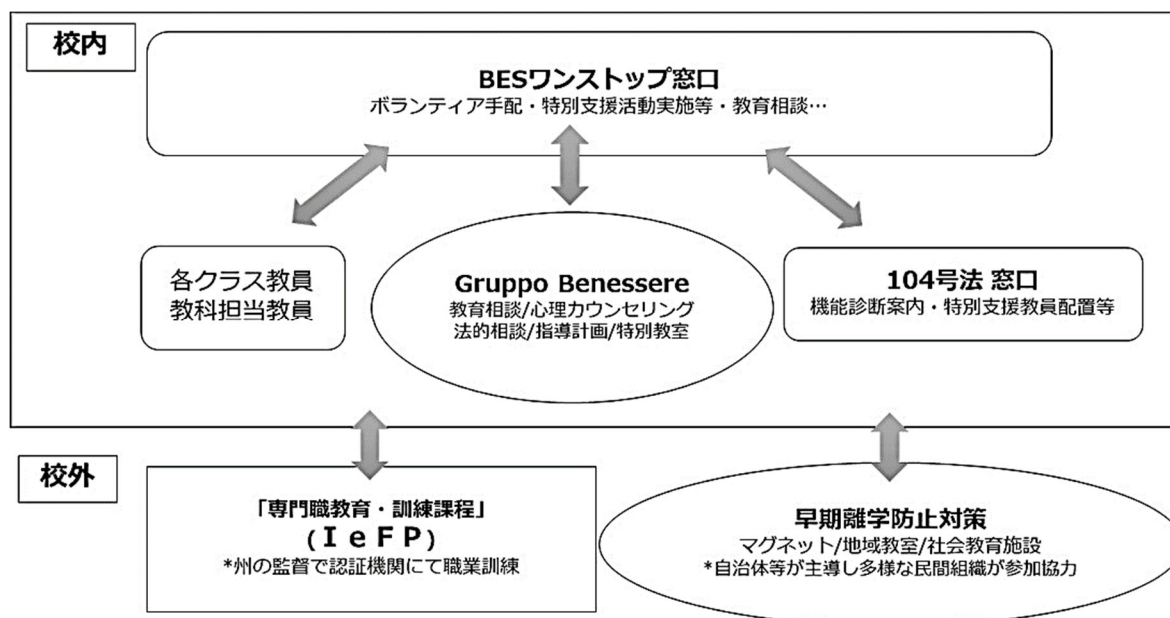 校内
BESワンストップ窓口
ボランティア手配・特別支援活動実施等・教育相談…
各クラス教員
教科担当教員
Gruppo Benessere
教育相談/心理カウンセリング
法的相談/指導計画/特別教室
104号法 窓口
機能診断案内・特別支援教員配置等
校外
「専門職教育・訓練課程」
(ＩｅＦＰ)
*州の監督で認証機関にて職業訓練
早期離学防止対策
マグネット/地域教室/社会教育施設
*自治体等が主導し多様な民間組織が参加協力